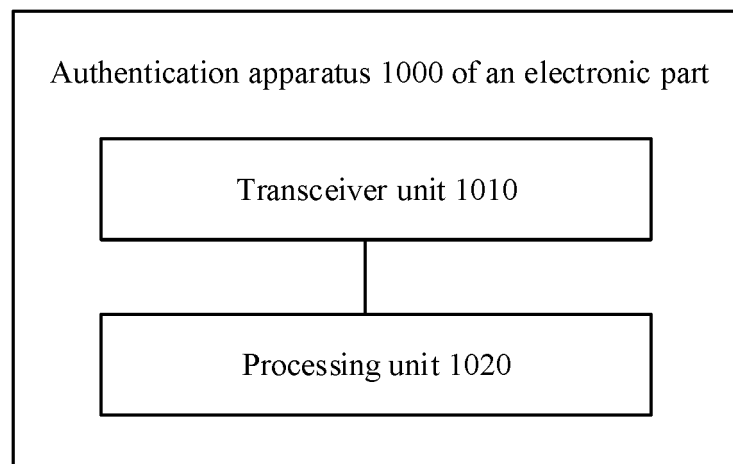 Authentication apparatus 1000 of an electronic part
Transceiver unit 1010
Processing unit 1020